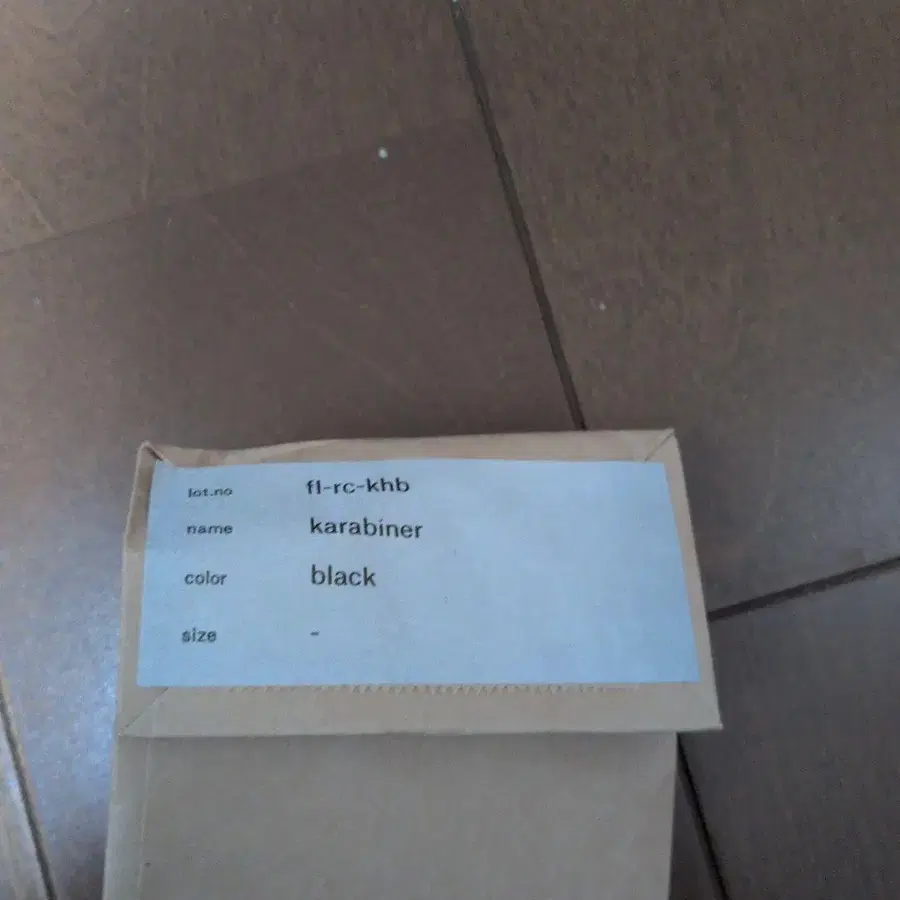 lot.no fl-rc-khb
name karabiner
color black
size -